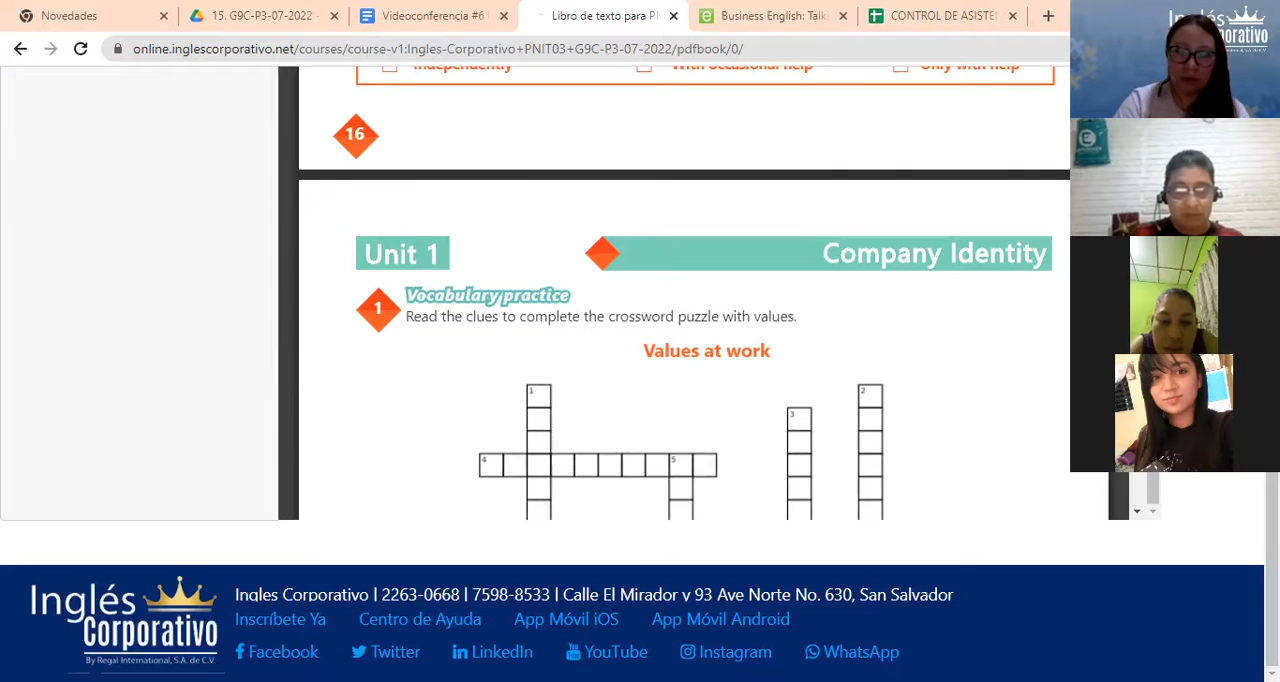 Novedades
15. G9C-P3-07-2022 -
Videoconferencia #6
Libro de texto para PN
Business English: Talki
CONTROL DE ASISTEN
online.inglescorporativo.net/courses/course-v1:Ingles-Corporativo+PNIT03+G9C-P3-07-2022/pdfbook/0/
Inglés
Independently
With occasional help
Only with help
16
Unit 1
Company Identity
1
Vocabulary practice
Read the clues to complete the crossword puzzle with values.
Values at work
1
2
3
4
5
Inglés
Corporativo
By Regal International, S.A. de C.V.
Ingles Corporativo | 2263-0668 | 7598-8533 | Calle El Mirador y 93 Ave Norte No. 630, San Salvador
Inscríbete Ya
Centro de Ayuda
App Móvil iOS
App Móvil Android
Facebook
Twitter
LinkedIn
YouTube
Instagram
WhatsApp